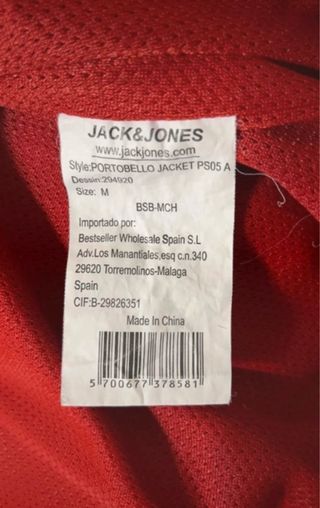 JACK&JONES
www.jackjones.com
Style:PORTOBELLO JACKET PS05 A
Dessin:294920
Size: M
BSB-MCH
Importado por:
Bestseller Wholesale Spain S.L
Adv.Los Manantiales,esq c.n.340
29620 Torremolinos-Malaga
Spain
CIF:B-29826351
Made In China
5 700677 378581